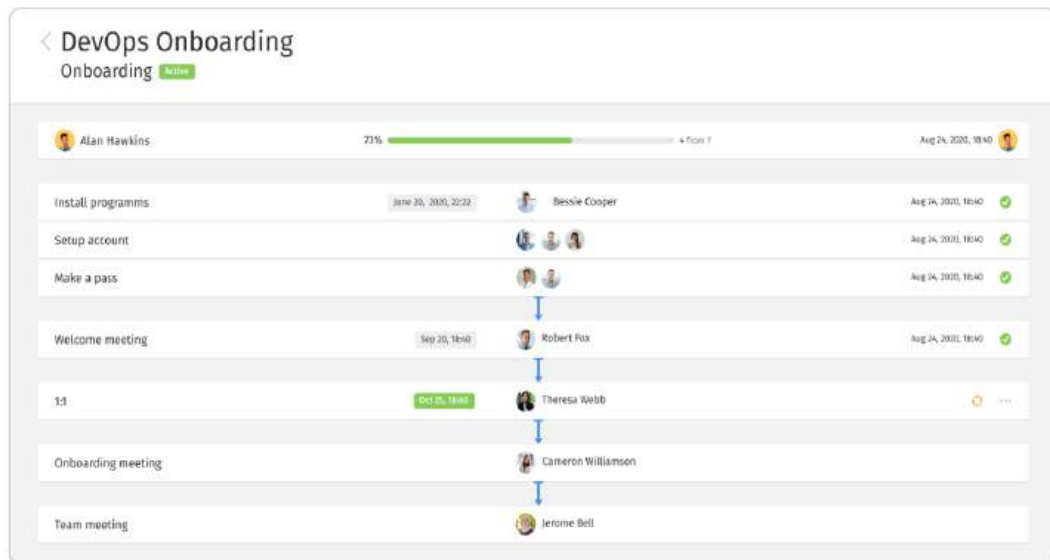 DevOps Onboarding
Onboarding Active
Alan Hawkins 73% 4 from 7 Aug 24, 2020, 18:40
Install programms June 20, 2020, 22:22 Bessie Cooper Aug 24, 2020, 18:40
Setup account Aug 24, 2020, 18:40
Make a pass Aug 24, 2020, 18:40
Welcome meeting Sep 20, 18:40 Robert Fox Aug 24, 2020, 18:40
1:1 Oct 25, 18:40 Theresa Webb
Onboarding meeting Cameron Williamson
Team meeting Jerome Bell